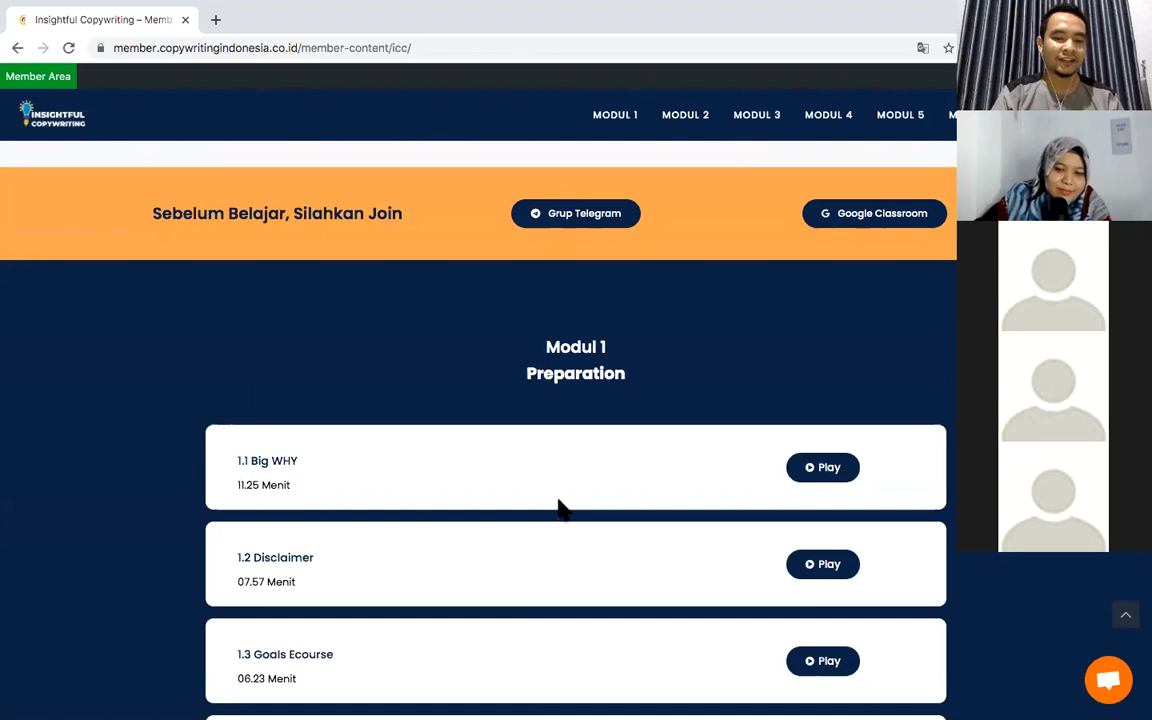 Insightful Copywriting – Memb
member.copywritingindonesia.co.id/member-content/icc/
Member Area
INSIGHTFUL
COPYWRITING
MODUL 1
MODUL 2
MODUL 3
MODUL 4
MODUL 5
M
Sebelum Belajar, Silahkan Join
Grup Telegram
G Google Classroom
Modul 1
Preparation
1.1 Big WHY
11.25 Menit
Play
1.2 Disclaimer
07.57 Menit
Play
1.3 Goals Ecourse
06.23 Menit
Play